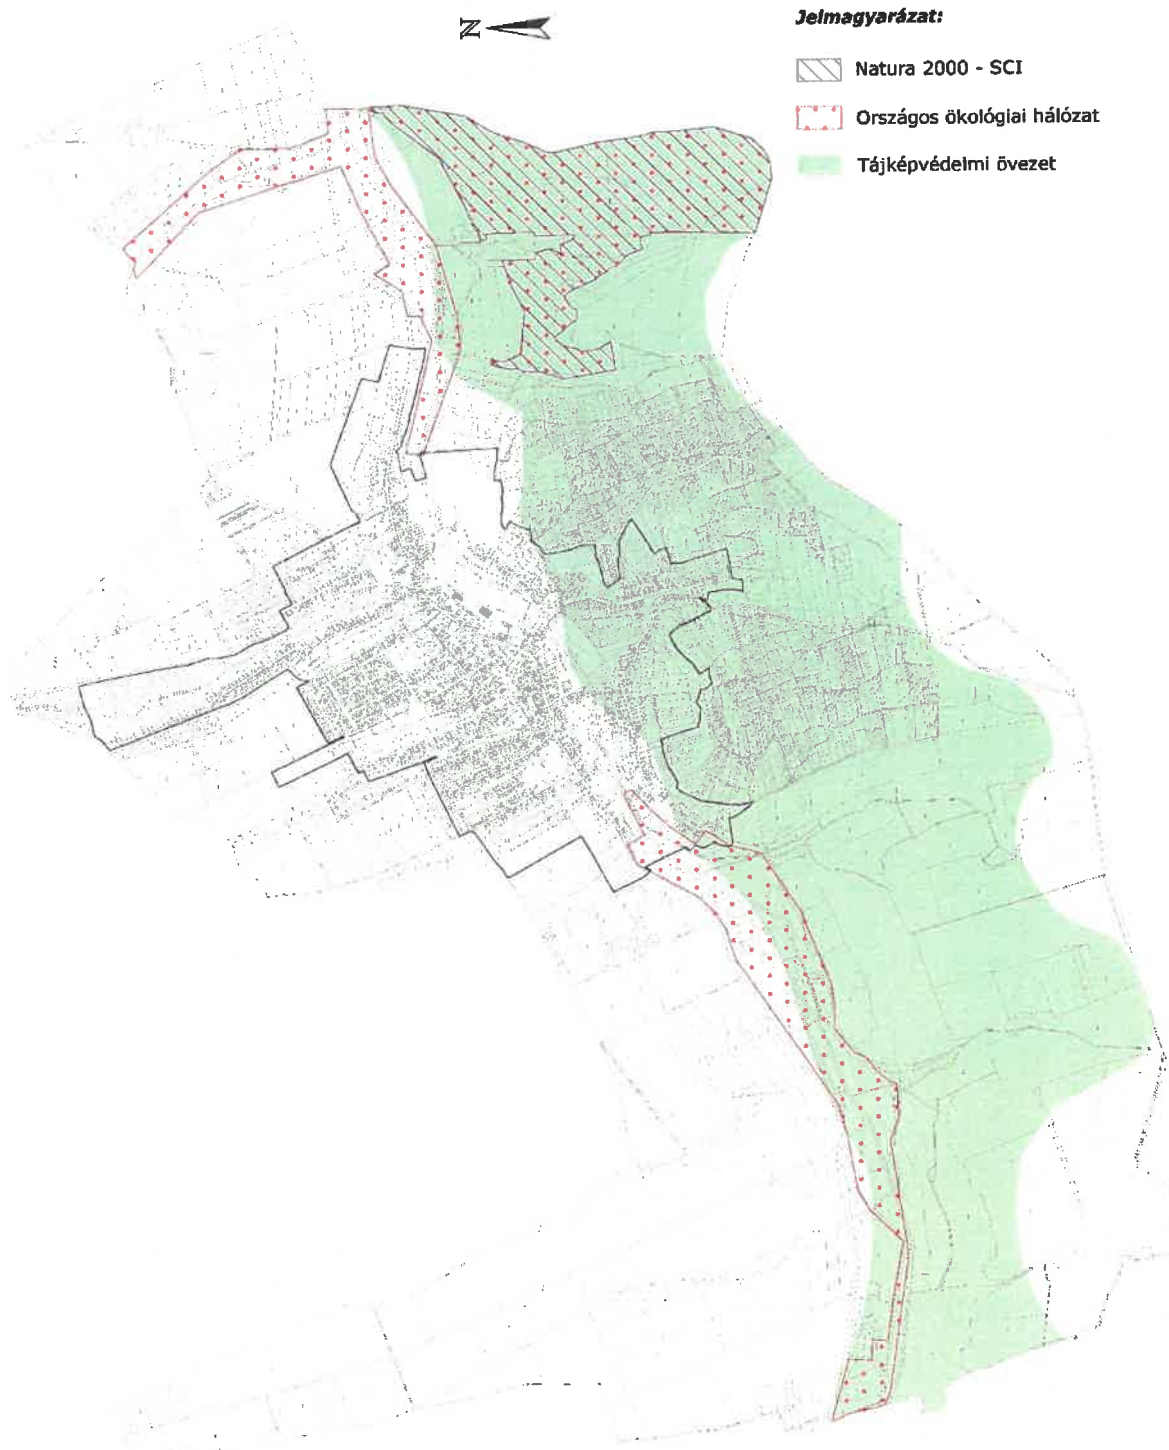 Jelmagyarázat:
Natura 2000 - SCI
Országos ökológiai hálózat
Tájképvédelmi övezet
N